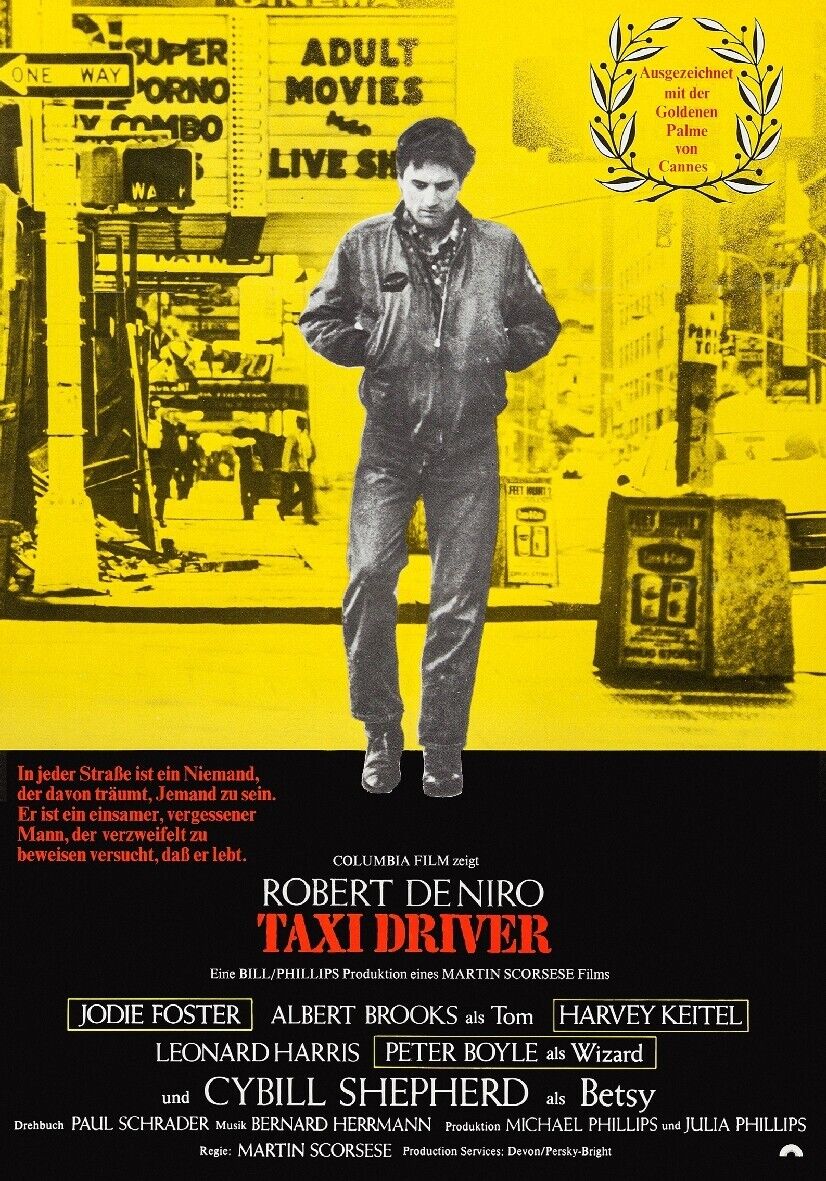 CINEMA
SUPER
PORNO
COMBO
ADULT
MOVIES
LIVE SH
ONE WAY
WA K
Ausgezeichnet
mit der
Goldenen
Palme
von
Cannes
In jeder Straße ist ein Niemand,
der davon träumt, Jemand zu sein.
Er ist ein einsamer, vergessener
Mann, der verzweifelt zu
beweisen versucht, daß er lebt.
COLUMBIA FILM zeigt
ROBERT DE NIRO
TAXI DRIVER
Eine BILL/PHILLIPS Produktion eines MARTIN SCORSESE Films
JODIE FOSTER ALBERT BROOKS als Tom HARVEY KEITEL
LEONARD HARRIS PETER BOYLE als Wizard
und CYBILL SHEPHERD als Betsy
Drehbuch PAUL SCHRADER Musik BERNARD HERRMANN Produktion MICHAEL PHILLIPS und JULIA PHILLIPS
Regie: MARTIN SCORSESE Production Services: Devon/Persky-Bright